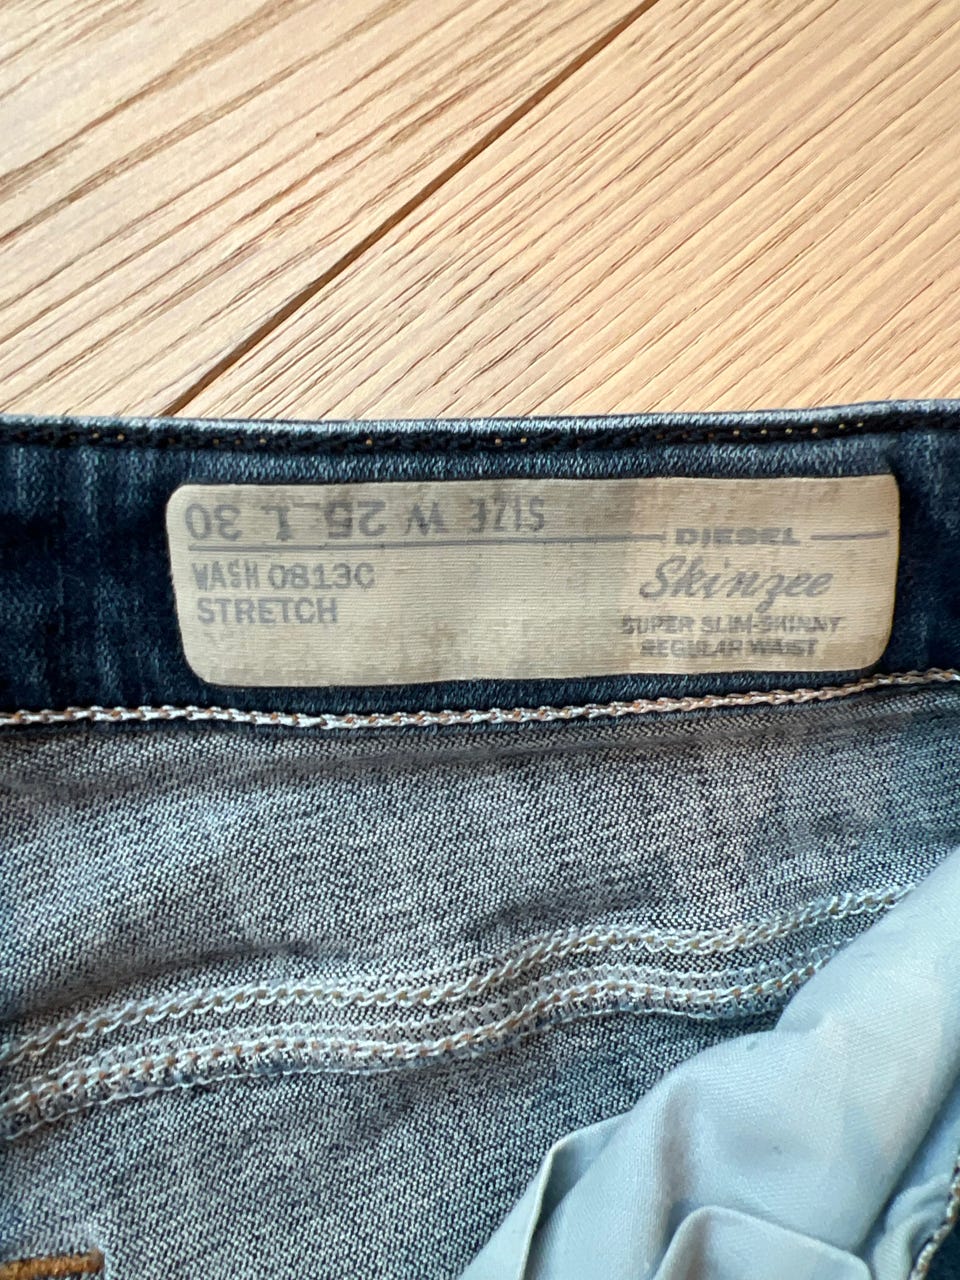 SIZE W 25 L 30
DIESEL
WASH 0813C
STRETCH
Skinzee
SUPER SLIM-SKINNY
REGULAR WAIST